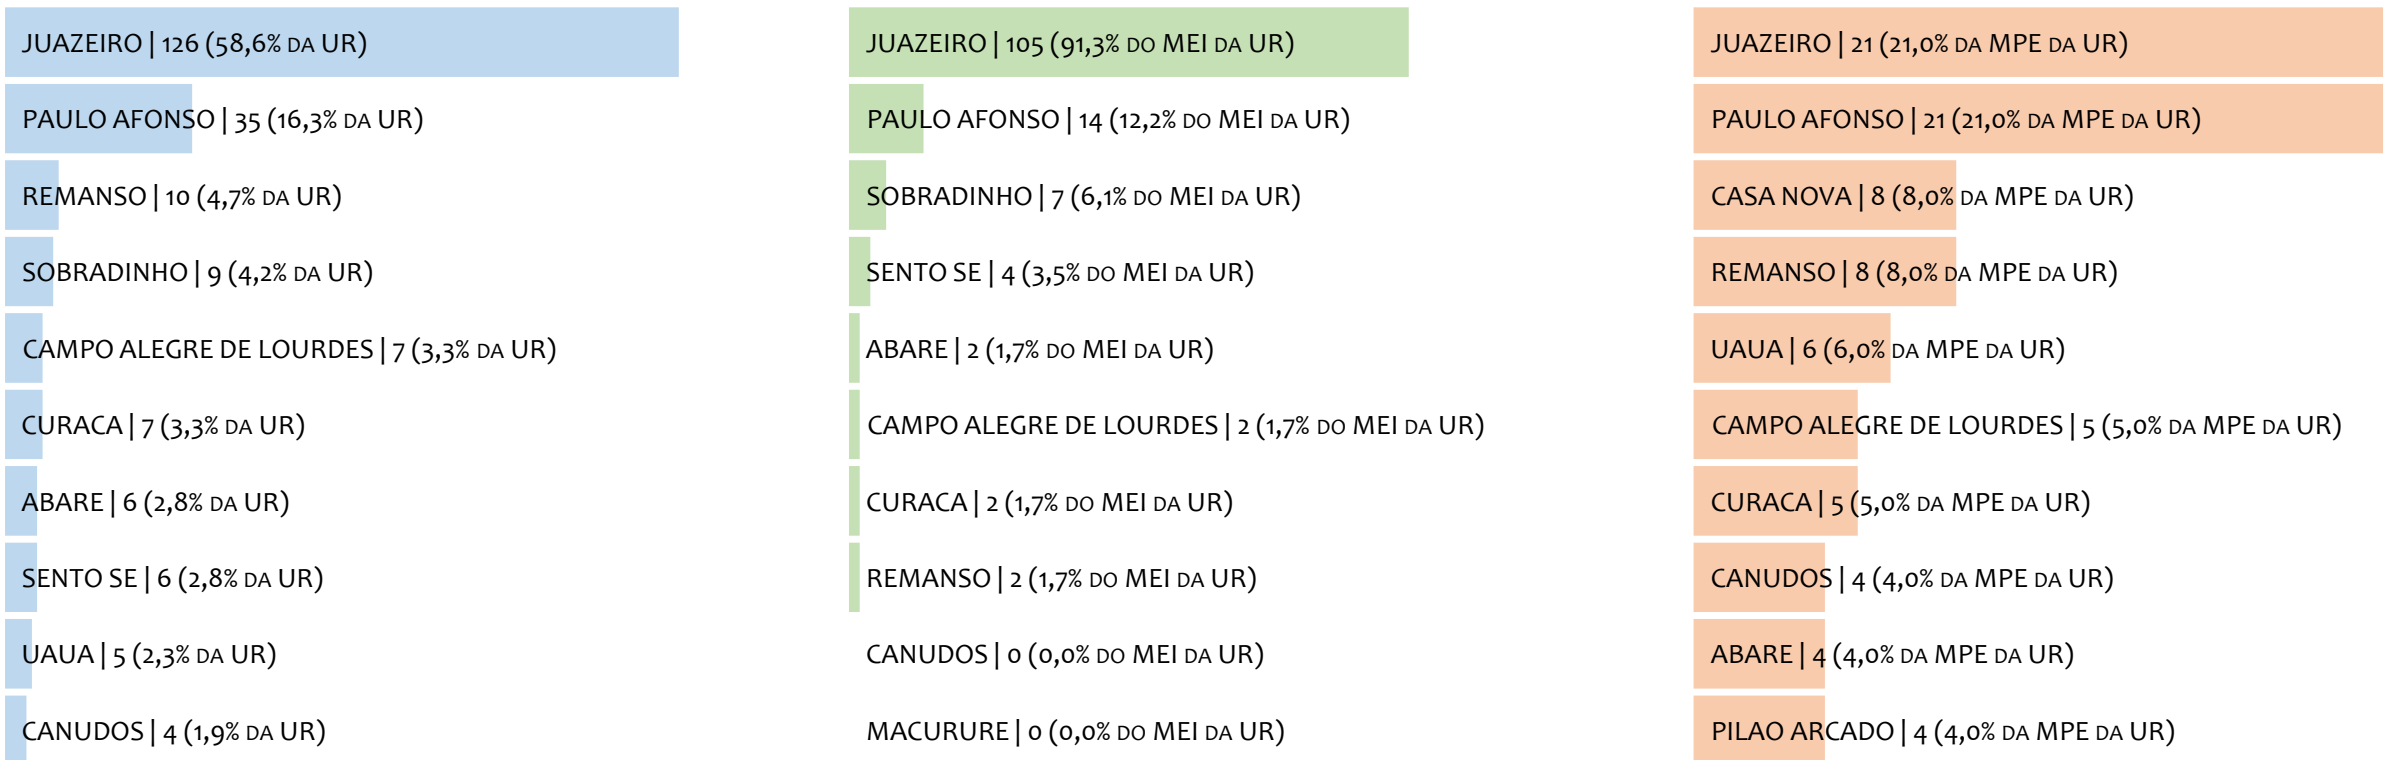 JUAZEIRO | 126 (58,6% DA UR)
PAULO AFONSO | 35 (16,3% DA UR)
REMANSO | 10 (4,7% DA UR)
SOBRADINHO | 9 (4,2% DA UR)
CAMPO ALEGRE DE LOURDES | 7 (3,3% DA UR)
CURACA | 7 (3,3% DA UR)
ABARE | 6 (2,8% DA UR)
SENTO SE | 6 (2,8% DA UR)
UAUA | 5 (2,3% DA UR)
CANUDOS | 4 (1,9% DA UR)
JUAZEIRO | 105 (91,3% DO MEI DA UR)
PAULO AFONSO | 14 (12,2% DO MEI DA UR)
SOBRADINHO | 7 (6,1% DO MEI DA UR)
SENTO SE | 4 (3,5% DO MEI DA UR)
ABARE | 2 (1,7% DO MEI DA UR)
CAMPO ALEGRE DE LOURDES | 2 (1,7% DO MEI DA UR)
CURACA | 2 (1,7% DO MEI DA UR)
REMANSO | 2 (1,7% DO MEI DA UR)
CANUDOS | 0 (0,0% DO MEI DA UR)
MACURURE | 0 (0,0% DO MEI DA UR)
JUAZEIRO | 21 (21,0% DA MPE DA UR)
PAULO AFONSO | 21 (21,0% DA MPE DA UR)
CASA NOVA | 8 (8,0% DA MPE DA UR)
REMANSO | 8 (8,0% DA MPE DA UR)
UAUA | 6 (6,0% DA MPE DA UR)
CAMPO ALEGRE DE LOURDES | 5 (5,0% DA MPE DA UR)
CURACA | 5 (5,0% DA MPE DA UR)
CANUDOS | 4 (4,0% DA MPE DA UR)
ABARE | 4 (4,0% DA MPE DA UR)
PILAO ARCADO | 4 (4,0% DA MPE DA UR)